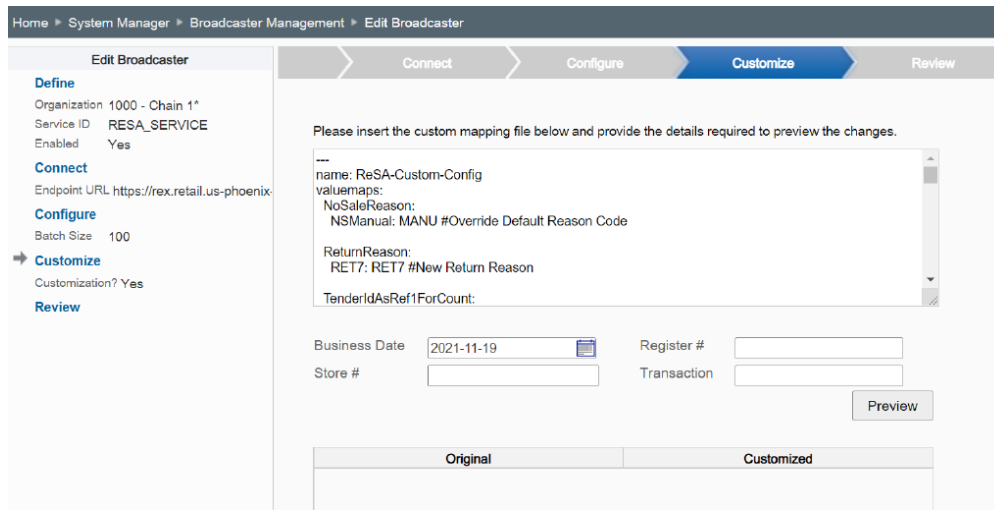 Home ▶ System Manager ▶ Broadcaster Management ▶ Edit Broadcaster
Edit Broadcaster
Define
Organization 1000 - Chain 1*
Service ID RESA_SERVICE
Enabled Yes
Connect
Endpoint URL https://rex.retail.us-phoenix-
Configure
Batch Size 100
Customize
Customization? Yes
Review
Connect Configure Customize Review
Please insert the custom mapping file below and provide the details required to preview the changes.
---
name: ReSA-Custom-Config
valuemaps:
NoSaleReason:
NSManual: MANU #Override Default Reason Code
ReturnReason:
RET7: RET7 #New Return Reason
TenderIdAsRef1ForCount:
Business Date 2021-11-19 Register #
Store # Transaction
Preview
Original Customized